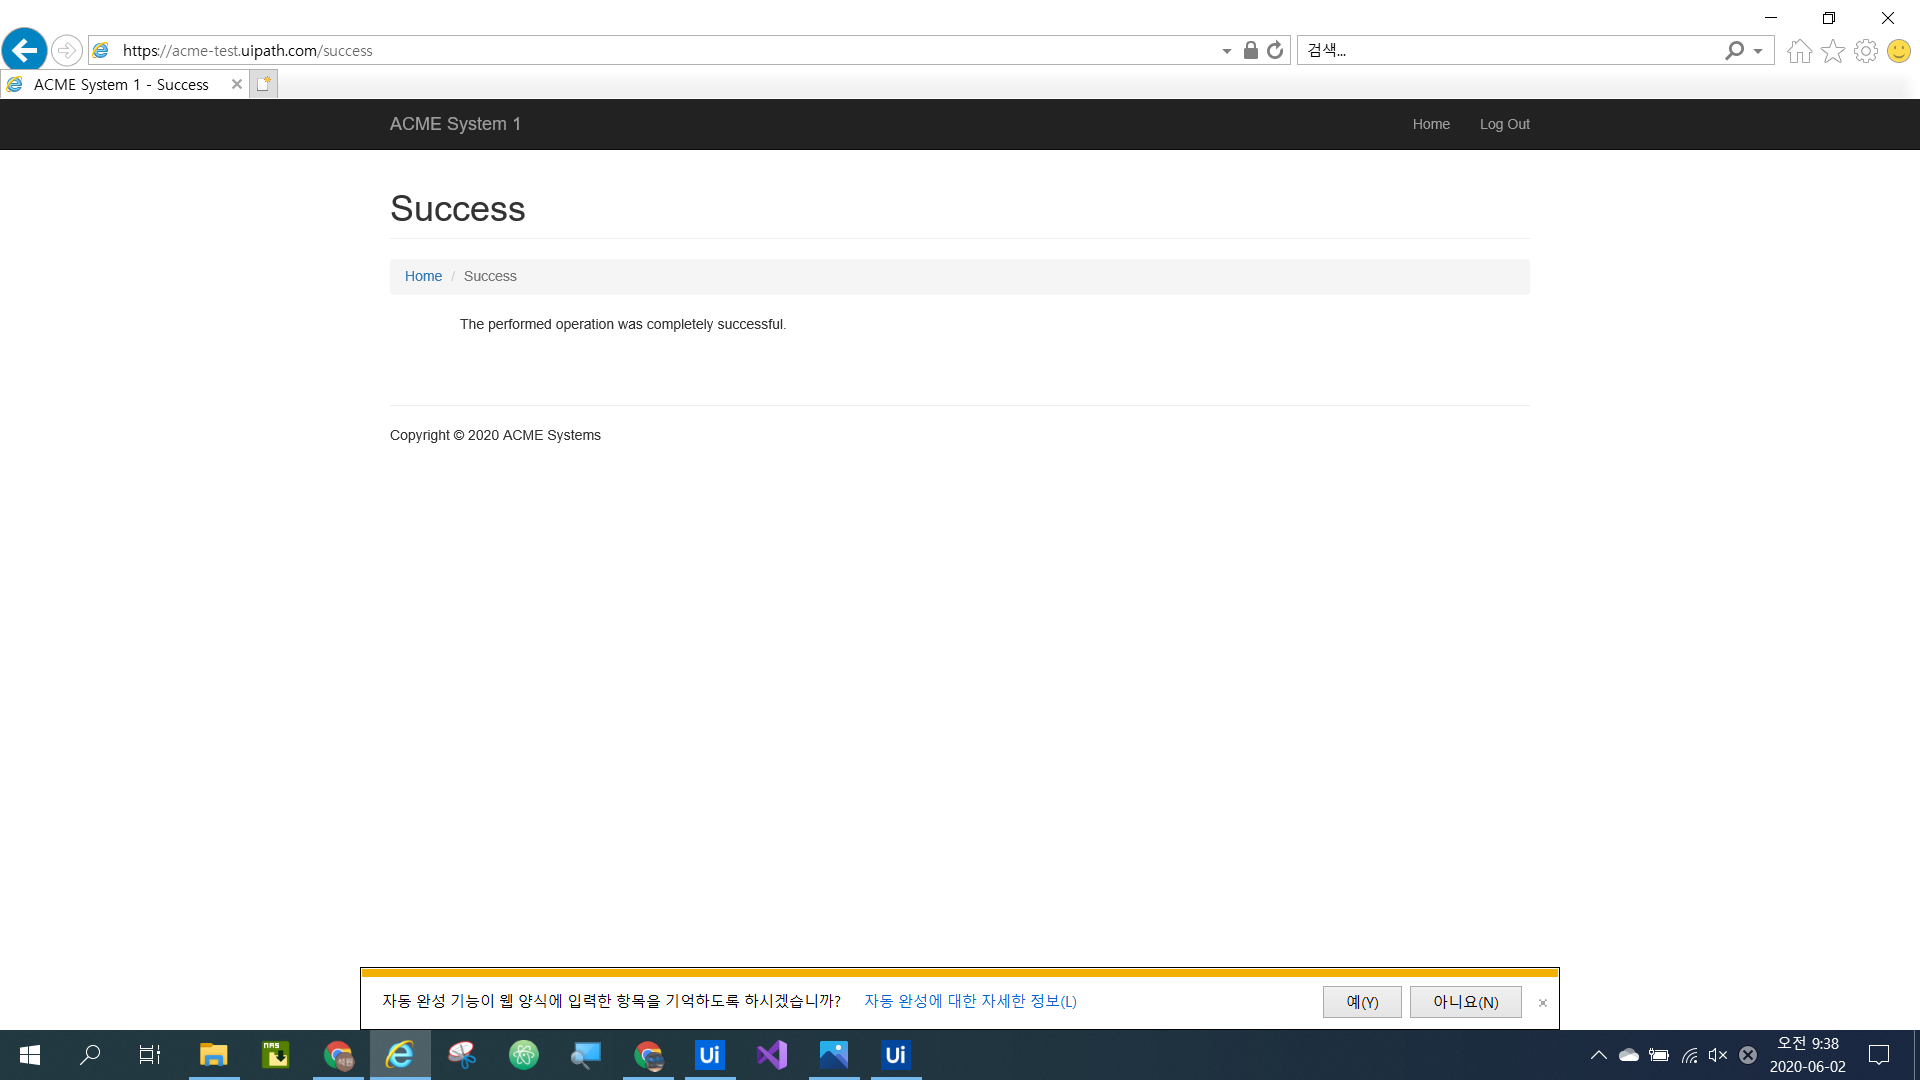 https://acme-test.uipath.com/success
검색...
ACME System 1 - Success
ACME System 1
Home
Log Out
Success
Home / Success
The performed operation was completely successful.
Copyright © 2020 ACME Systems
자동 완성 기능이 웹 양식에 입력한 항목을 기억하도록 하시겠습니까?
자동 완성에 대한 자세한 정보(L)
예(Y)
아니요(N)
NAS
Ui
Ui
오전 9:38
2020-06-02